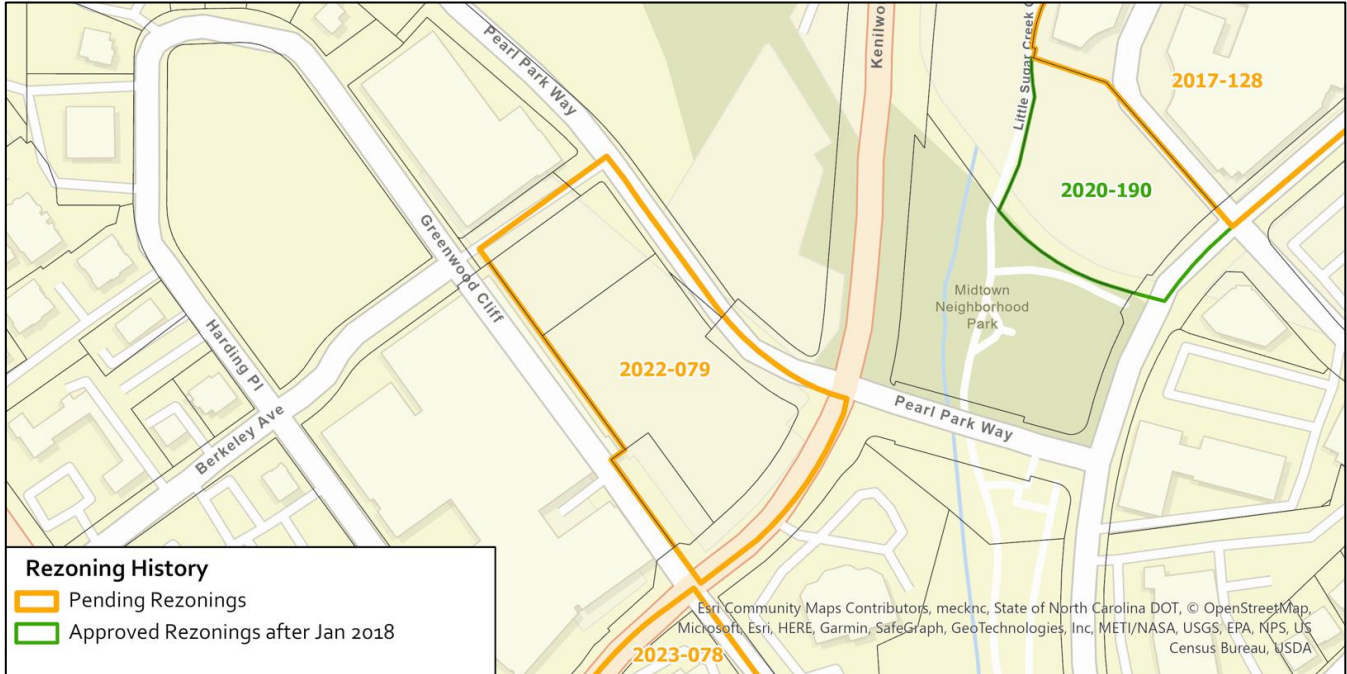 Pearl Park Way
Kenilwo
Little Sugar Creek
2017-128
2020-190
Greenwood Cliff
Midtown
Neighborhood
Park
Harding Pl
2022-079
Pearl Park Way
Berkeley Ave
Rezoning History
Pending Rezonings
Approved Rezonings after Jan 2018
Esri Community Maps Contributors, mecknc, State of North Carolina DOT, © OpenStreetMap,
Microsoft, Esri, HERE, Garmin, SafeGraph, GeoTechnologies, Inc, METI/NASA, USGS, EPA, NPS, US
Census Bureau, USDA
2023-078